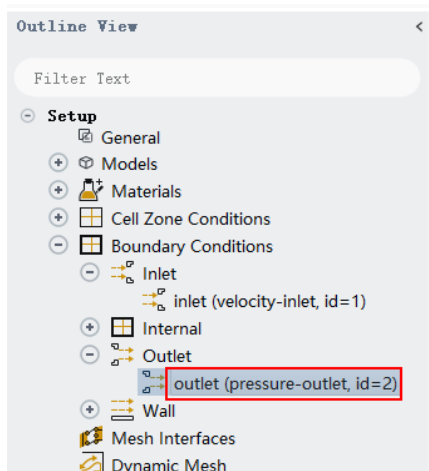 Outline View
Filter Text
Setup
General
Models
Materials
Cell Zone Conditions
Boundary Conditions
Inlet
inlet (velocity-inlet, id=1)
Internal
Outlet
outlet (pressure-outlet, id=2)
Wall
Mesh Interfaces
Dynamic Mesh